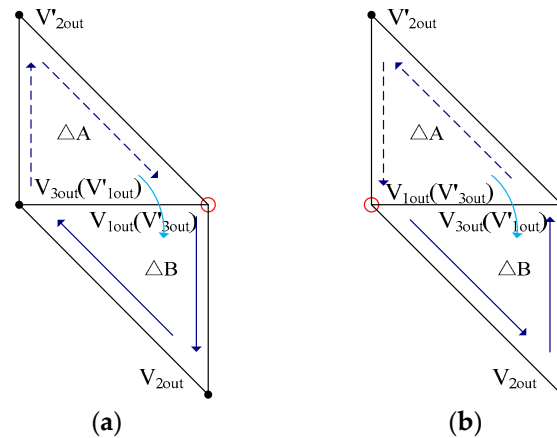 V'2out
△A
V3out(V'1out)
V1out(V'3out)
△B
V2out
(a)
V'2out
△A
V1out(V'3out)
V3out(V'1out)
△B
V2out
(b)